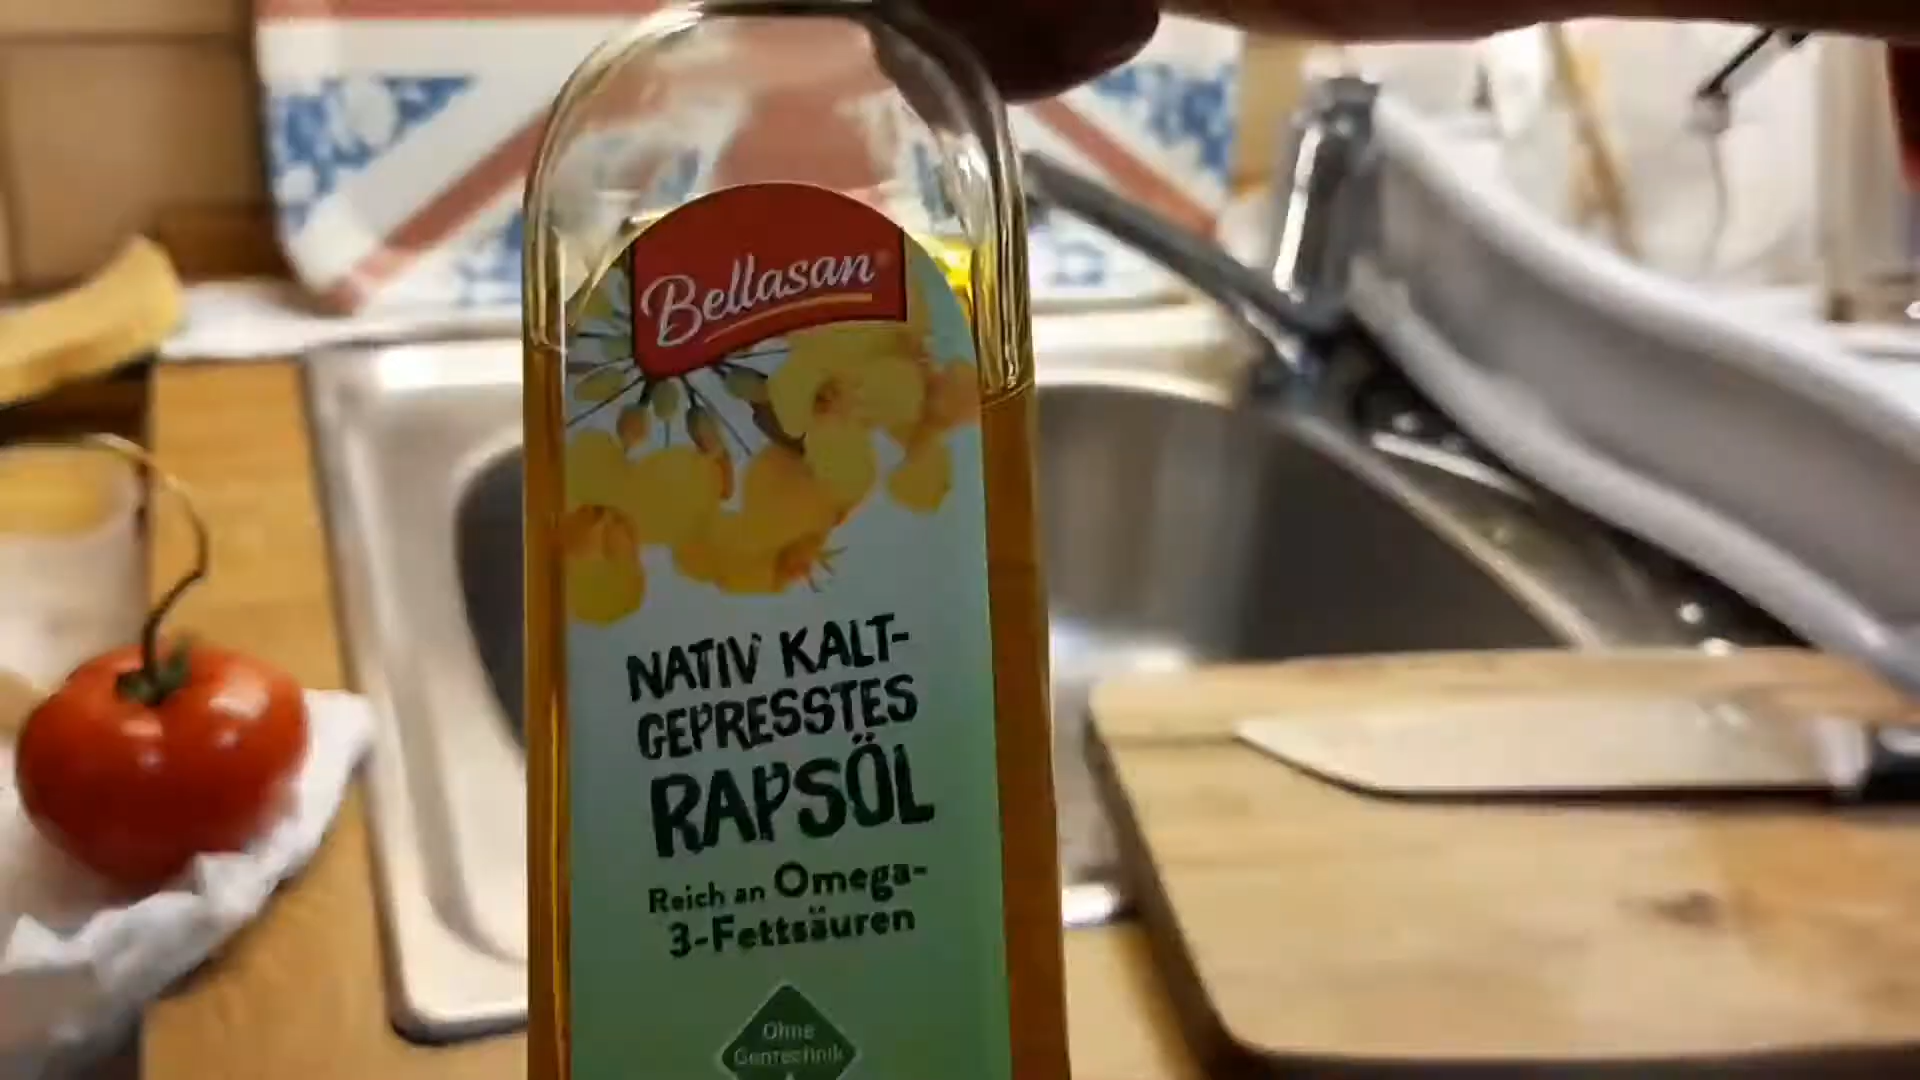 Bellasan®
NATIV KALT-
GEPRESSTES
RAPSÖL
Reich an Omega-
3-Fettsäuren
Ohne
Gentechnik